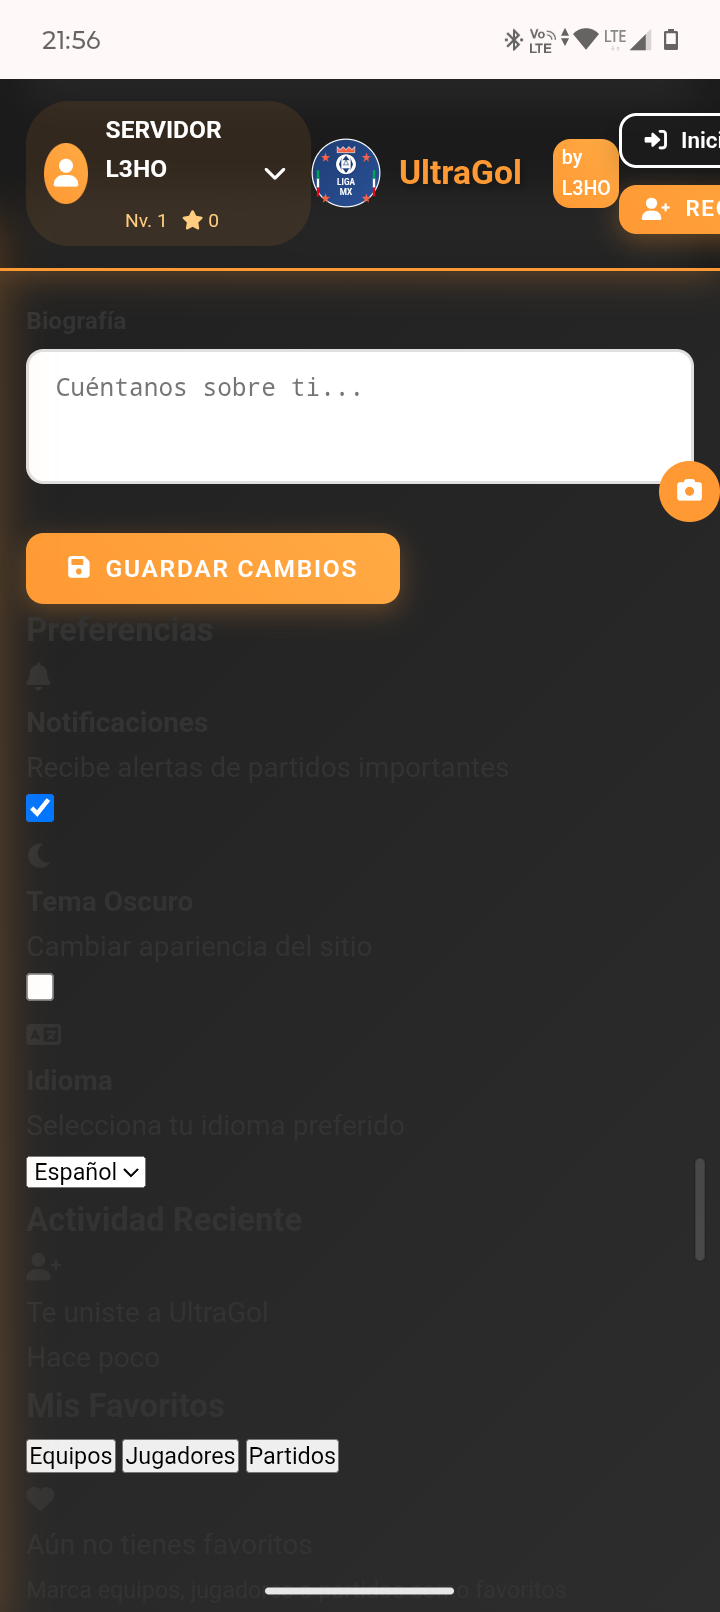 21:56
Vo
LTE
LTE
SERVIDOR
L3HO
Nv. 1
0
LIGA
MX
UltraGol
by
L3HO
Inici
REG
Biografía
Cuéntanos sobre ti...
GUARDAR CAMBIOS
Preferencias
Notificaciones
Recibe alertas de partidos importantes
Tema Oscuro
Cambiar apariencia del sitio
Idioma
Selecciona tu idioma preferido
Español
Actividad Reciente
Te uniste a UltraGol
Hace poco
Mis Favoritos
Equipos Jugadores Partidos
Aún no tienes favoritos
Marca equipos, jugadores o partidos como favoritos